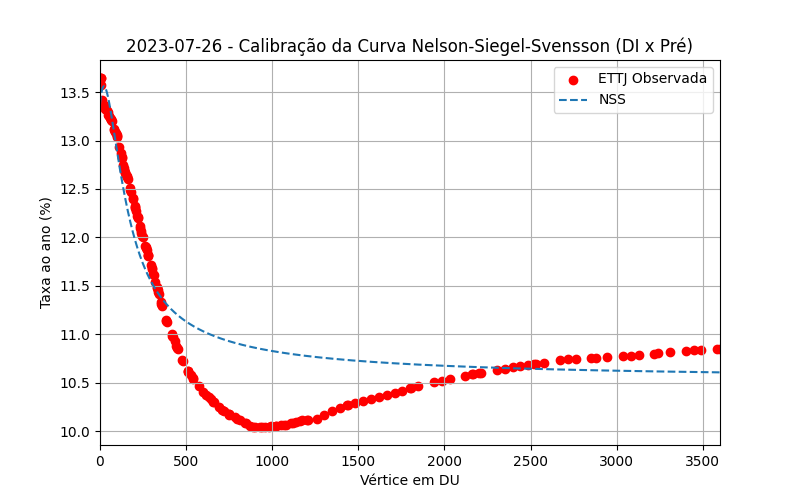 2023-07-26 - Calibração da Curva Nelson-Siegel-Svensson (DI x Pré)
ETTJ Observada
NSS
Taxa ao ano (%)
13.5
13.0
12.5
12.0
11.5
11.0
10.5
10.0
0 500 1000 1500 2000 2500 3000 3500
Vértice em DU